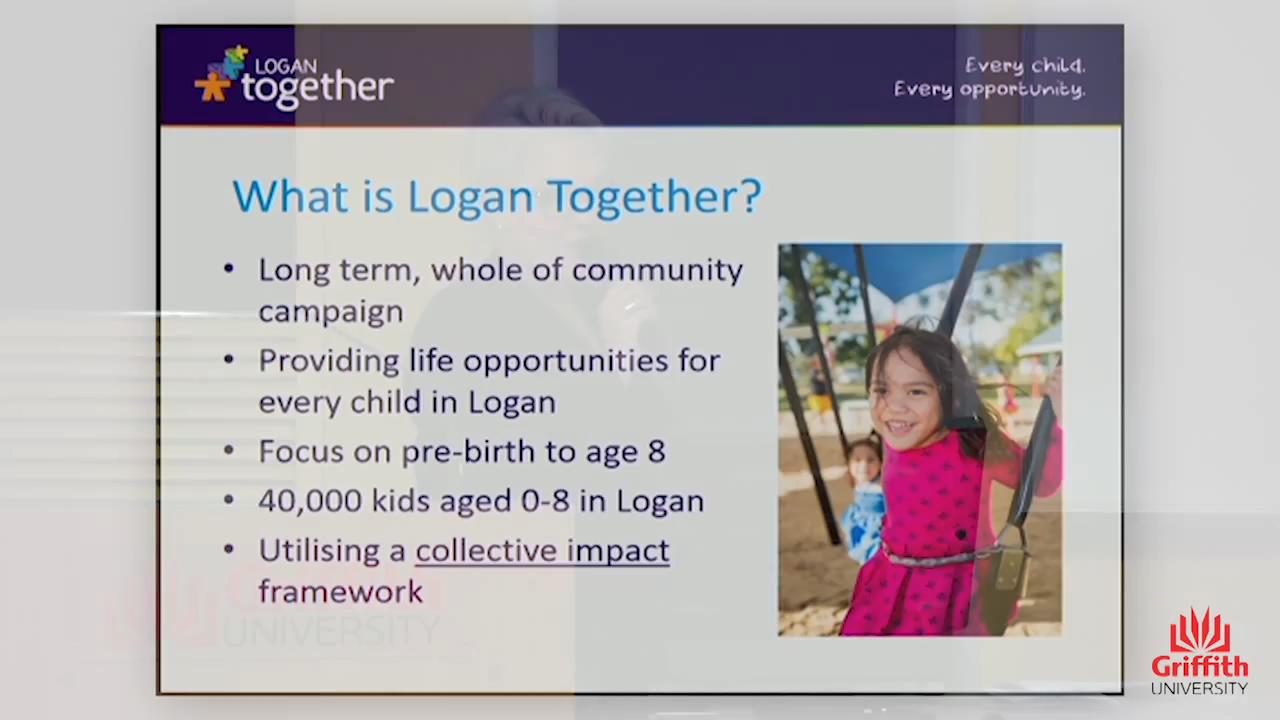 LOGAN
together
Every child.
Every opportunity.
What is Logan Together?
• Long term, whole of community
campaign
• Providing life opportunities for
every child in Logan
• Focus on pre-birth to age 8
• 40,000 kids aged 0-8 in Logan
• Utilising a collective impact
framework
Griffith
UNIVERSITY
Griffith
UNIVERSITY